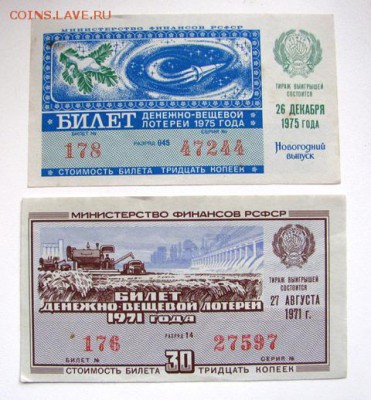 COINS.ЛАVE.РУ
МИНИСТЕРСТВО ФИНАНСОВ РСФСР
БИЛЕТ ДЕНЕЖНО-ВЕЩЕВОЙ
ЛОТЕРЕИ 1975 ГОДА
БИЛЕТ № РАЗРЯД 045 СЕРИЯ №
178 47244
СТОИМОСТЬ БИЛЕТА ТРИДЦАТЬ КОПЕЕК
ТИРАЖ ВЫИГРЫШЕЙ
СОСТОИТСЯ
26 ДЕКАБРЯ
1975 ГОДА
Новогодний
выпуск
МИНИСТЕРСТВО ФИНАНСОВ РСФСР
БИЛЕТ
ДЕНЕЖНО-ВЕЩЕВОЙ ЛОТЕРЕИ
1971 ГОДА
РАЗРЯД 14
176 27597
БИЛЕТ № 30 СЕРИЯ №
СТОИМОСТЬ БИЛЕТА ТРИДЦАТЬ КОПЕЕК
ТИРАЖ ВЫИГРЫШЕЙ
СОСТОИТСЯ
27 АВГУСТА
1971 г.